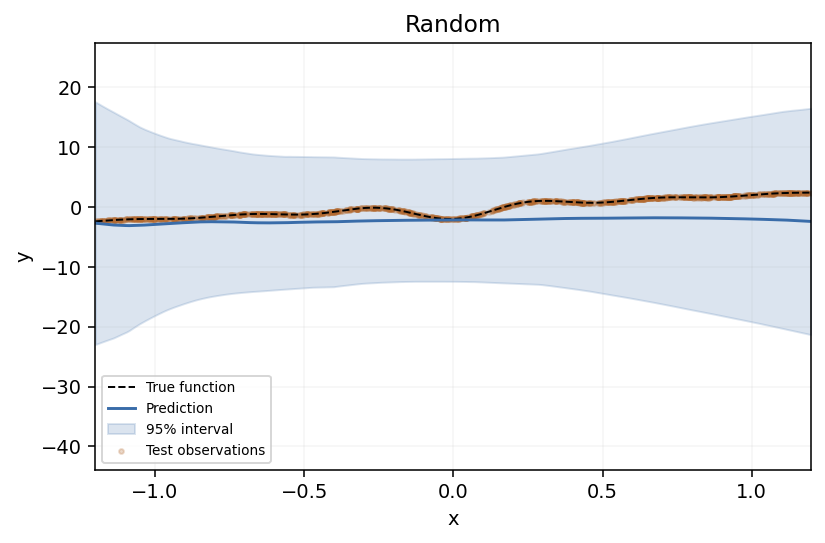 Random
20
10
0
−10
−20
−30
−40
y
True function
Prediction
95% interval
Test observations
−1.0
−0.5
0.0
0.5
1.0
x